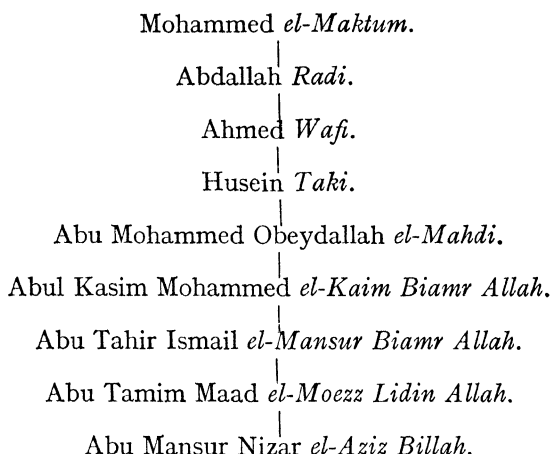 Mohammed el-Maktum.
Abdallah Radi.
Ahmed Wafi.
Husein Taki.
Abu Mohammed Obeydallah el-Mahdi.
Abul Kasim Mohammed el-Kaim Biamr Allah.
Abu Tahir Ismail el-Mansur Biamr Allah.
Abu Tamim Maad el-Moezz Lidin Allah.
Abu Mansur Nizar el-Aziz Billah.